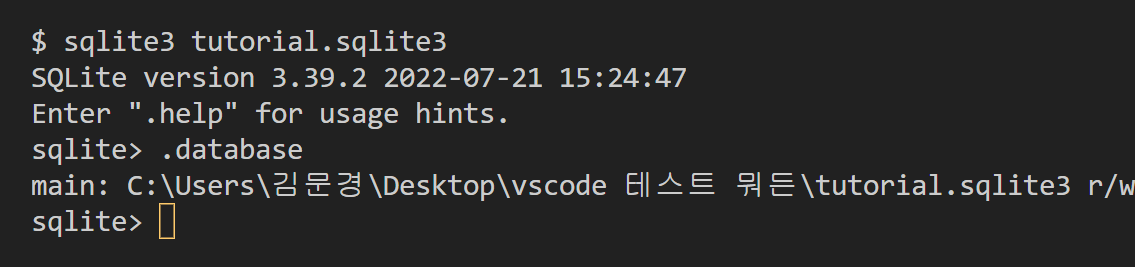 $ sqlite3 tutorial.sqlite3
SQLite version 3.39.2 2022-07-21 15:24:47
Enter ".help" for usage hints.
sqlite> .database
main: C:\Users\김문경\Desktop\vscode 테스트 뭐든\tutorial.sqlite3 r/w
sqlite>